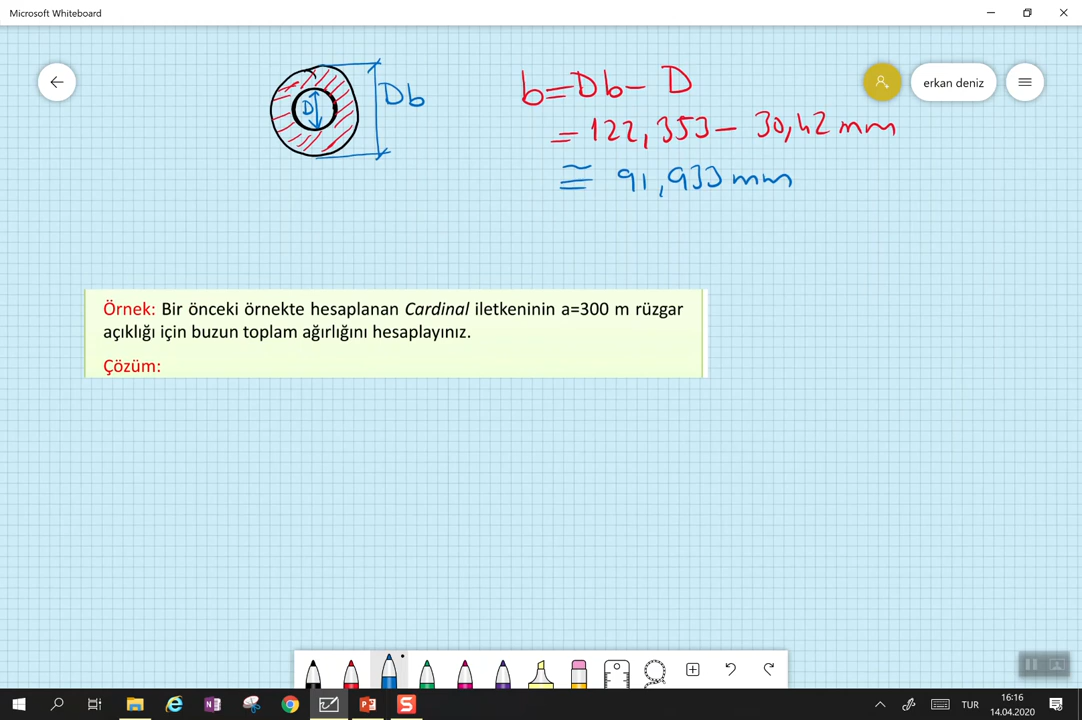 Microsoft Whiteboard
D
Db
b=Db-D
=122,353-30,42 mm
≅ 91,933 mm
erkan deniz
Örnek: Bir önceki örnekte hesaplanan Cardinal iletkeninin a=300 m rüzgar
açıklığı için buzun toplam ağırlığını hesaplayınız.
Çözüm:
TUR
16:16
14.04.2020